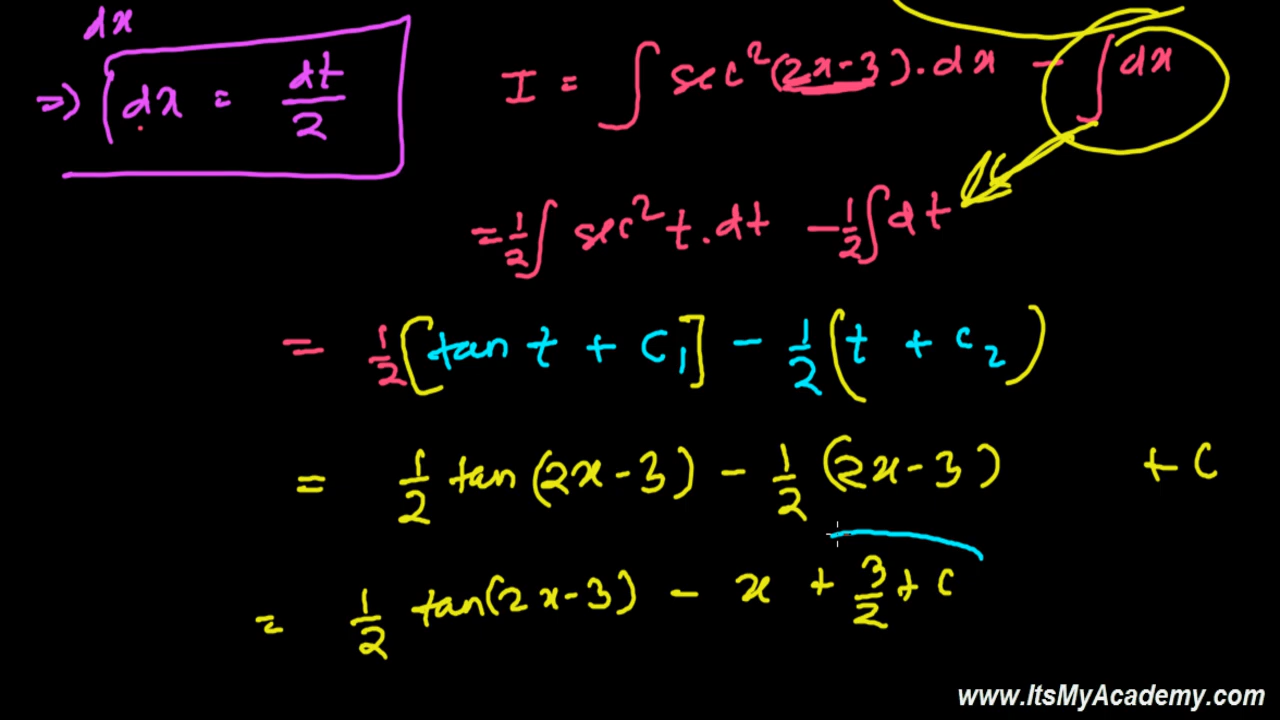 dx
⇒ dx = dt/2
I = ∫ sec²(2x-3).dx - ∫dx
= 1/2 ∫ sec² t.dt - 1/2 ∫dt
= 1/2 [tan t + C₁] - 1/2 (t + C₂)
= 1/2 tan(2x-3) - 1/2 (2x-3) + C
= 1/2 tan(2x-3) - x + 3/2 + C
www.ItsMyAcademy.com